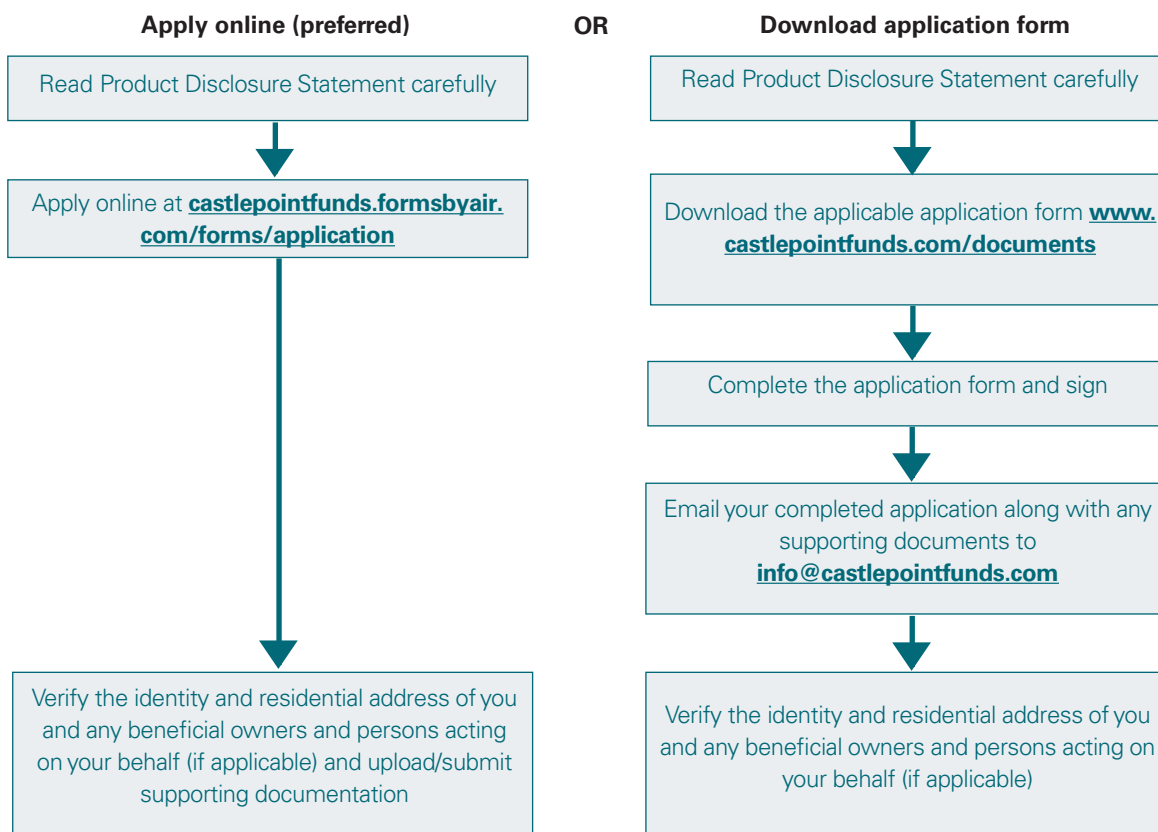 Apply online (preferred)
OR
Download application form
Read Product Disclosure Statement carefully
Apply online at castlepointfunds.formsbyair.
com/forms/application
Verify the identity and residential address of you
and any beneficial owners and persons acting
on your behalf (if applicable) and upload/submit
supporting documentation
Read Product Disclosure Statement carefully
Download the applicable application form www.
castlepointfunds.com/documents
Complete the application form and sign
Email your completed application along with any
supporting documents to
info@castlepointfunds.com
Verify the identity and residential address of you
and any beneficial owners and persons acting on
your behalf (if applicable)